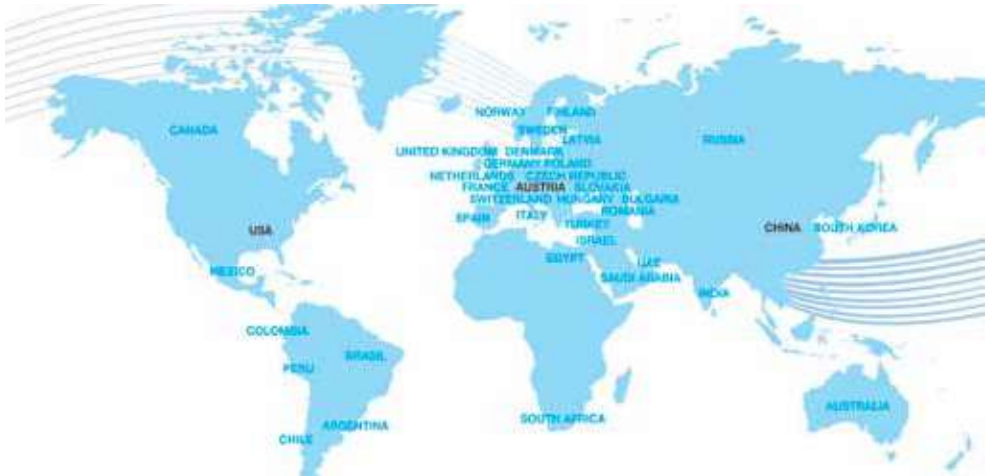 NORWAY FINLAND
CANADA
SWEDEN
LATVIA
RUSSIA
UNITED KINGDOM DENMARK
GERMANY POLAND
NETHERLANDS CZECH REPUBLIC
FRANCE AUSTRIA SLOVAKIA
SWITZERLAND HUNGARY BULGARIA
ROMANIA
SPAIN
ITALY
TURKEY
USA
CHINA
SOUTH KOREA
ISRAEL
EGYPT
UAE
MEXICO
SAUDI ARABIA
INDIA
COLOMBIA
BRASIL
PERU
AUSTRALIA
SOUTH AFRICA
ARGENTINA
CHILE